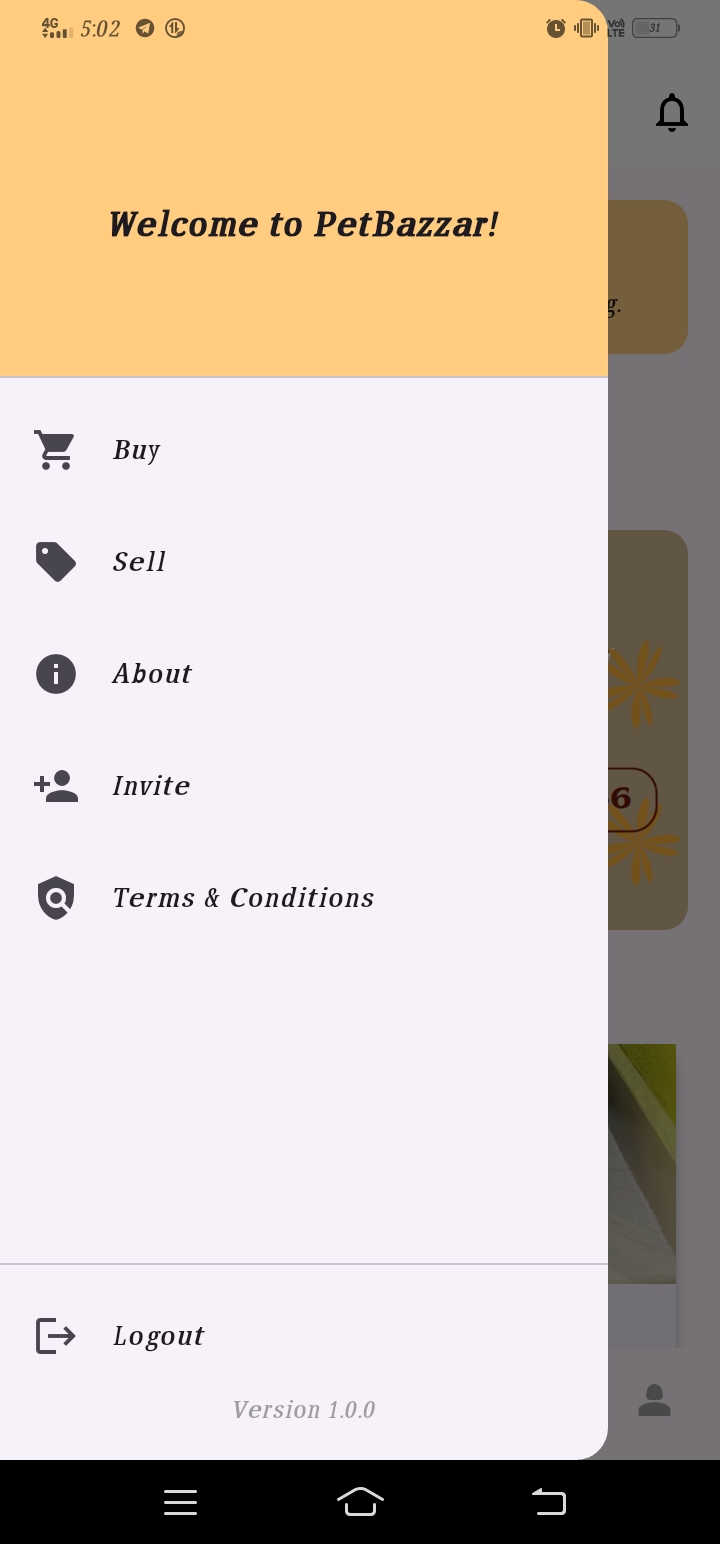 4G 5:02 Vo) LTE 31
Welcome to PetBazzar!
g.
Buy
Sell
About
Invite
6
Terms & Conditions
Logout
Version 1.0.0